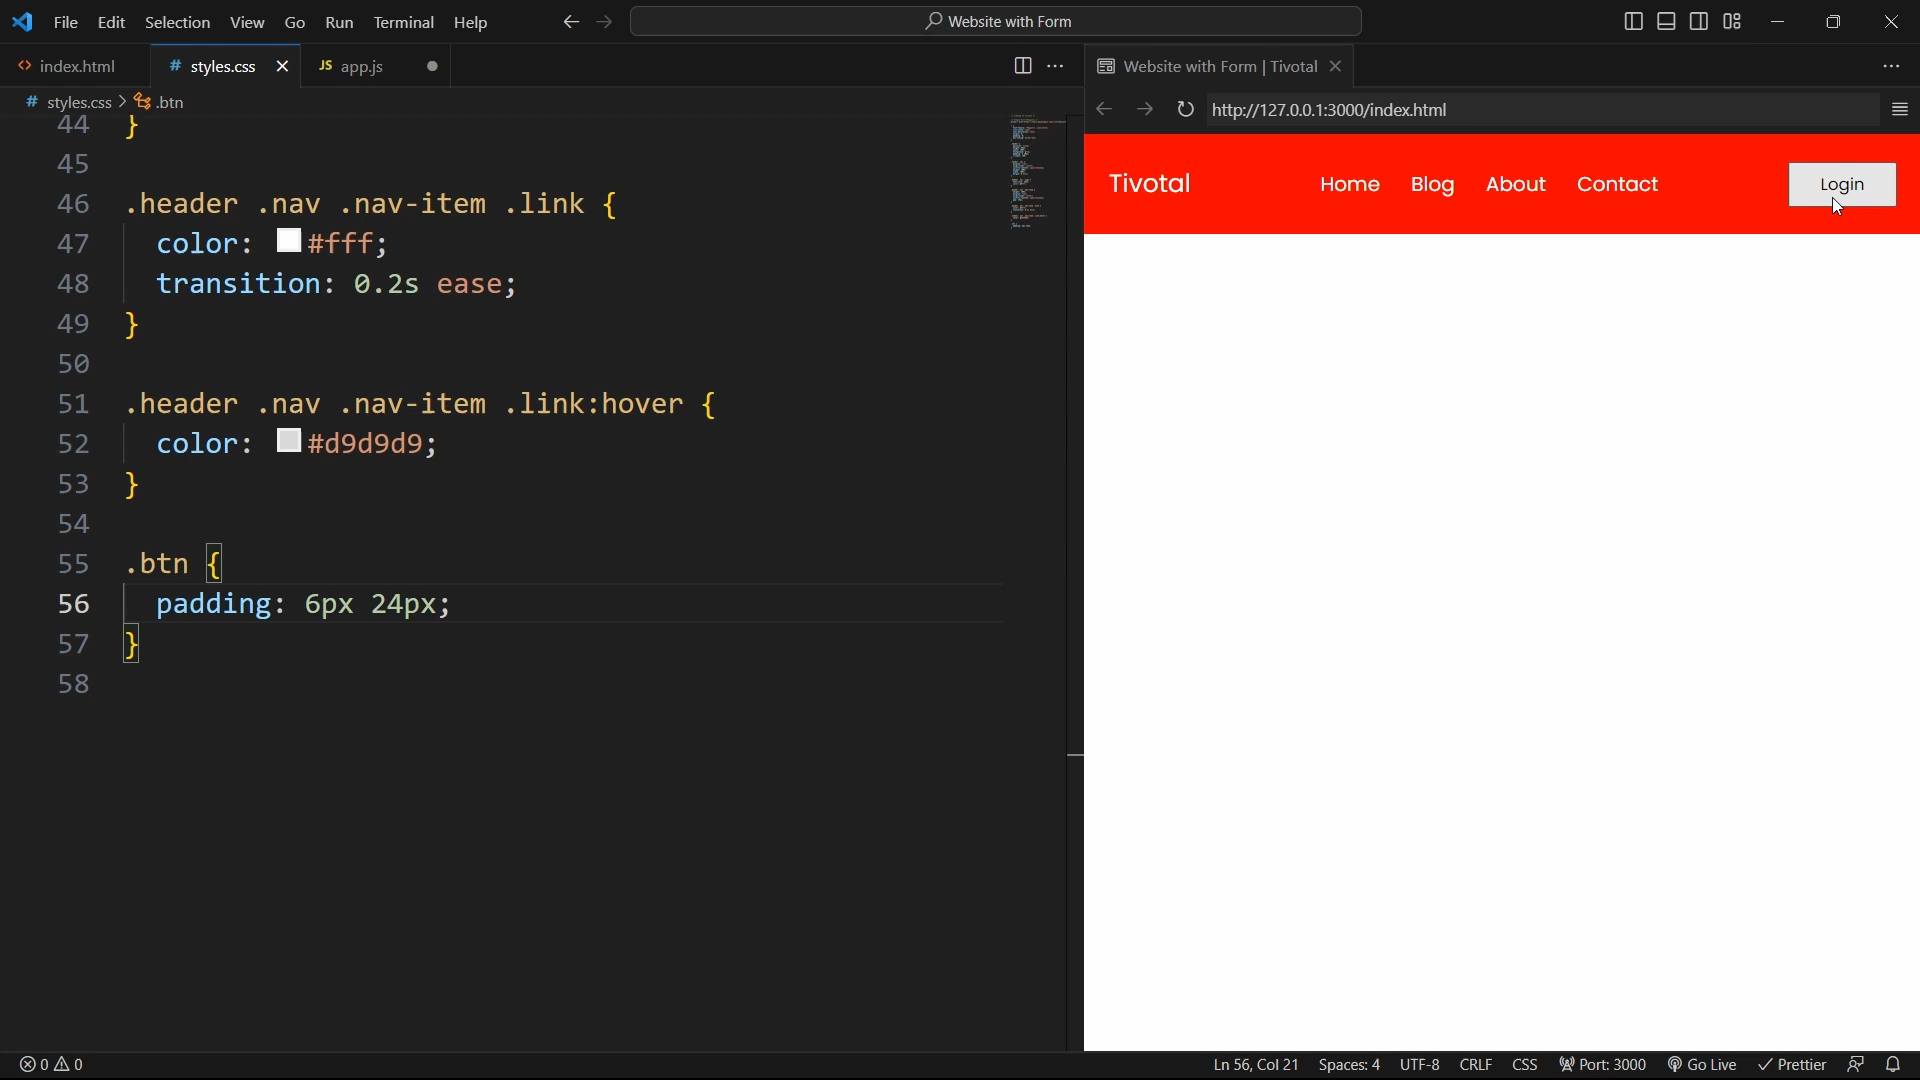 File Edit Selection View Go Run Terminal Help
Website with Form
index.html
# styles.css
JS app.js
Website with Form | Tivotal
# styles.css > .btn
http://127.0.0.1:3000/index.html
44 }
45
46 .header .nav .nav-item .link {
47 color: #fff;
48 transition: 0.2s ease;
49 }
50
51 .header .nav .nav-item .link:hover {
52 color: #d9d9d9;
53 }
54
55 .btn {
56 padding: 6px 24px;
57 }
58
Tivotal
Home Blog About Contact
Login
0 0
Ln 56, Col 21 Spaces: 4 UTF-8 CRLF CSS Port: 3000 Go Live Prettier